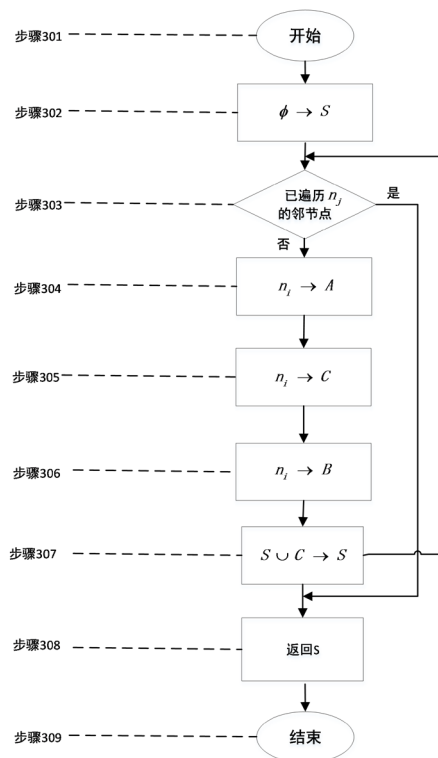 步骤301
开始
步骤302
ϕ → S
步骤303
已遍历 n_j
的邻节点
是
否
步骤304
n_i → A
步骤305
n_i → C
步骤306
n_i → B
步骤307
S ∪ C → S
步骤308
返回S
步骤309
结束